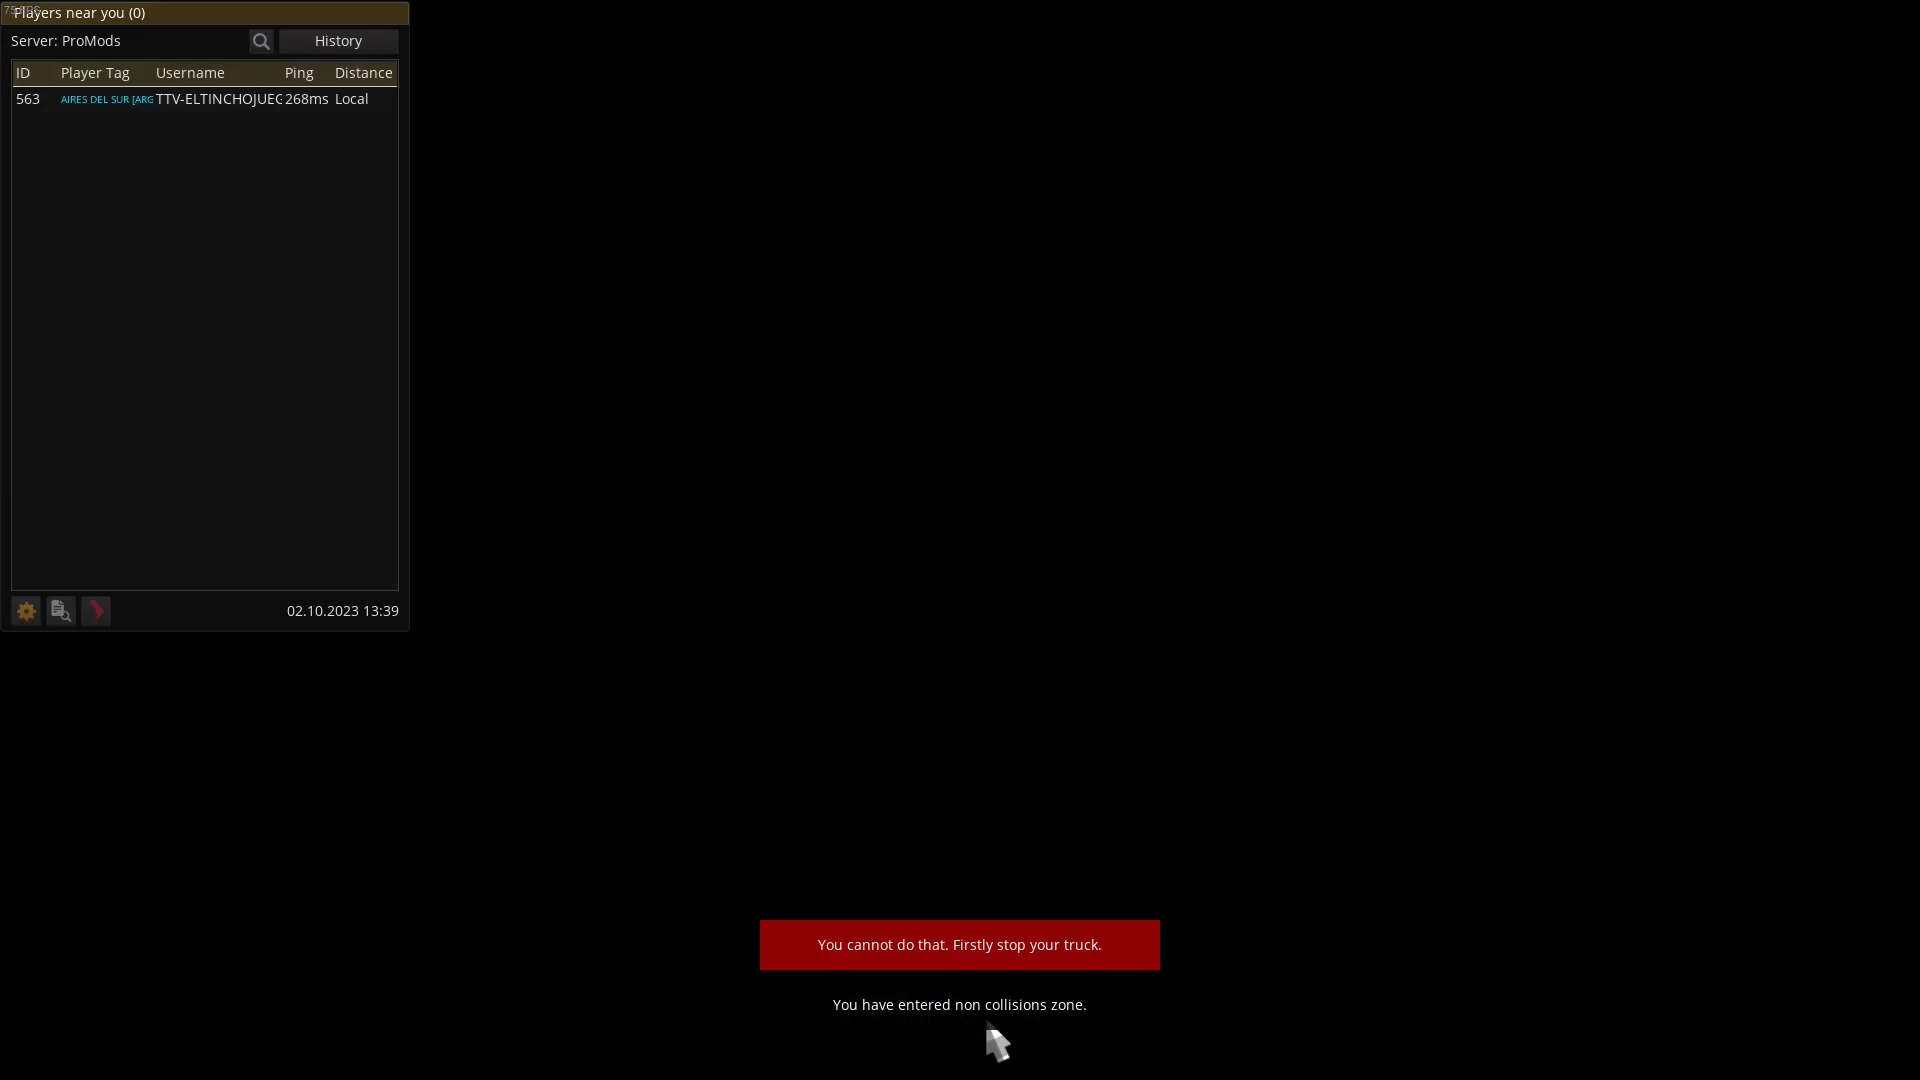 Players near you (0)
Server: ProMods
History
ID Player Tag Username Ping Distance
563 AIRES DEL SUR [ARG TTV-ELTINCHOJUEG 268ms Local
02.10.2023 13:39
You cannot do that. Firstly stop your truck.
You have entered non collisions zone.